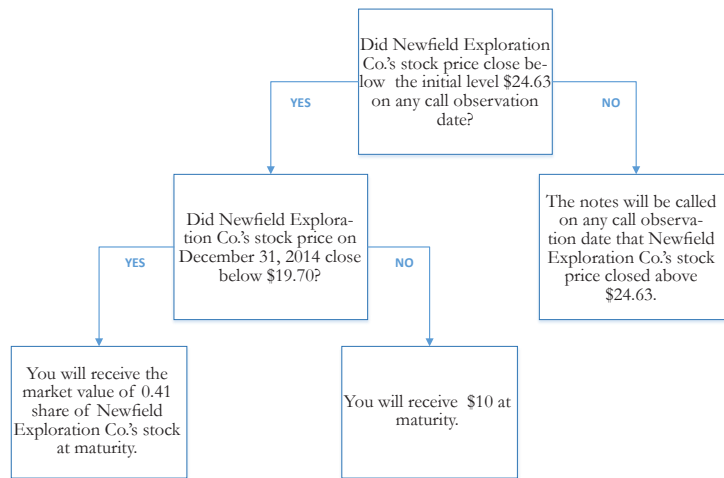 Did Newfield Exploration
Co.'s stock price close be-
low the initial level $24.63
on any call observation
date?
YES
NO
Did Newfield Explora-
tion Co.'s stock price on
December 31, 2014 close
below $19.70?
The notes will be called
on any call observa-
tion date that Newfield
Exploration Co.'s stock
price closed above
$24.63.
YES
NO
You will receive the
market value of 0.41
share of Newfield
Exploration Co.'s stock
at maturity.
You will receive $10 at
maturity.